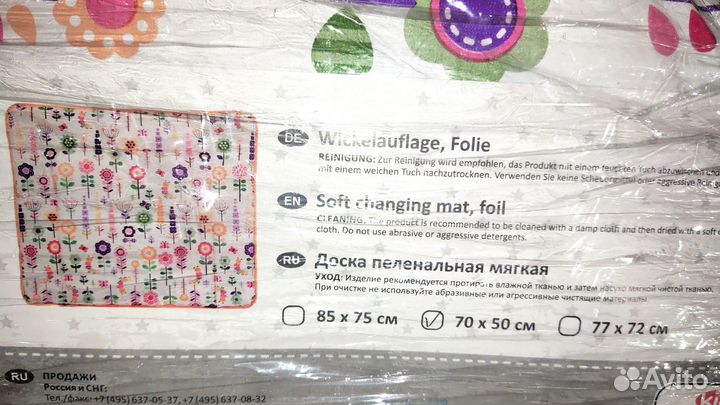 DE Wickelauflage, Folie
REINIGUNG: Zur Reinigung wird empfohlen, das Produkt mit einem feuchten Tuch abzuwischen und
mit einem weichen Tuch nachzutrocknen. Verwenden Sie keine Scheuermittel oder aggressive
EN Soft changing mat, foil
CLEANING: The product is recommended to be cleaned with a damp cloth and then dried with a soft
cloth. Do not use abrasive or aggressive detergents.
RU Доска пеленальная мягкая
УХОД: Изделие рекомендуется протирать влажной тканью и затем насухо мягкой чистой тканью.
При очистке не используйте абразивные или агрессивные чистящие материалы.
85 x 75 см 70 x 50 см 77 x 72 см
RU ПРОДАЖИ
Россия и СНГ:
Тел./факс: +7 (495) 637-05-37, +7 (495) 637-08-32
Avito